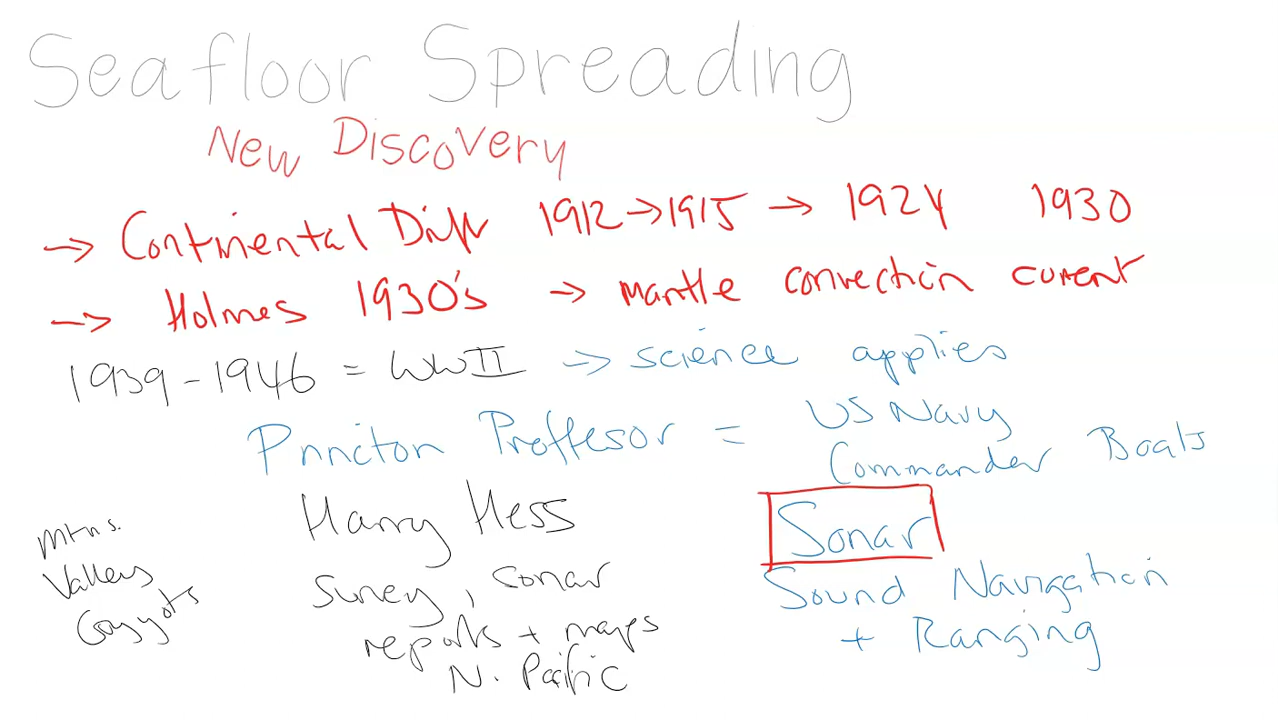 Seafloor Spreading
New Discovery
→ Continental Drift 1912→1915 → 1924 1930
→ Holmes 1930's → mantle convection current
1939-1946 = WWII → science applies
Princiton Proffesor = US Navy
Commander Boats
Harry Hess
Sonar
Mtns.
Valleys
Guyots
Survey, sonar
reports + maps
N. Pacific
Sound Navigation
+ Ranging